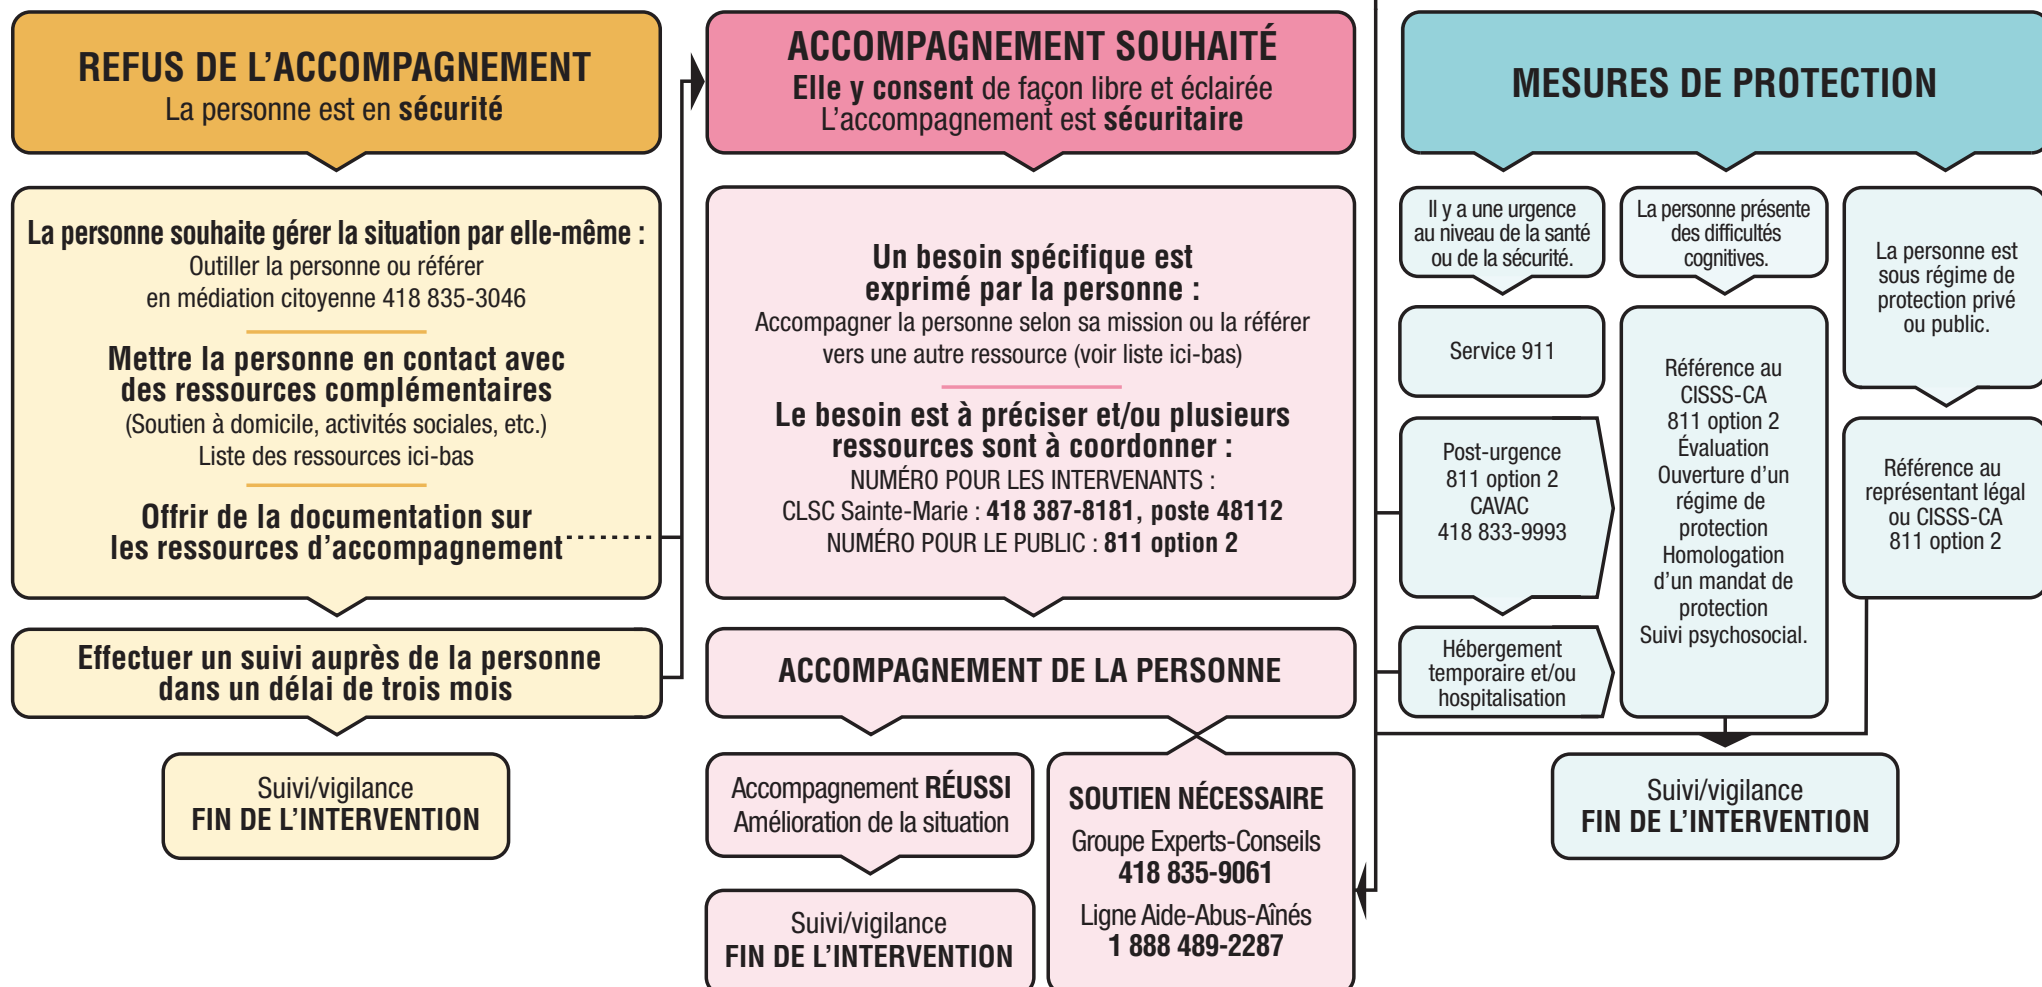 REFUS DE L’ACCOMPAGNEMENT
La personne est en sécurité
La personne souhaite gérer la situation par elle-même :
Outiller la personne ou référer
en médiation citoyenne 418 835-3046
Mettre la personne en contact avec
des ressources complémentaires
(Soutien à domicile, activités sociales, etc.)
Liste des ressources ici-bas
Offrir de la documentation sur
les ressources d’accompagnement
Effectuer un suivi auprès de la personne
dans un délai de trois mois
Suivi/vigilance
FIN DE L’INTERVENTION
ACCOMPAGNEMENT SOUHAITÉ
Elle y consent de façon libre et éclairée
L’accompagnement est sécuritaire
Un besoin spécifique est
exprimé par la personne :
Accompagner la personne selon sa mission ou la référer
vers une autre ressource (voir liste ici-bas)
Le besoin est à préciser et/ou plusieurs
ressources sont à coordonner :
NUMÉRO POUR LES INTERVENANTS :
CLSC Sainte-Marie : 418 387-8181, poste 48112
NUMÉRO POUR LE PUBLIC : 811 option 2
ACCOMPAGNEMENT DE LA PERSONNE
Accompagnement RÉUSSI
Amélioration de la situation
Suivi/vigilance
FIN DE L’INTERVENTION
SOUTIEN NÉCESSAIRE
Groupe Experts-Conseils
418 835-9061
Ligne Aide-Abus-Aînés
1 888 489-2287
MESURES DE PROTECTION
Il y a une urgence
au niveau de la santé
ou de la sécurité.
Service 911
Post-urgence
811 option 2
CAVAC
418 833-9993
Hébergement
temporaire et/ou
hospitalisation
La personne présente
des difficultés
cognitives.
Référence au
CISSS-CA
811 option 2
Évaluation
Ouverture d’un
régime de
protection
Homologation
d’un mandat de
protection
Suivi psychosocial.
La personne est
sous régime de
protection privé
ou public.
Référence au
représentant légal
ou CISSS-CA
811 option 2
Suivi/vigilance
FIN DE L’INTERVENTION